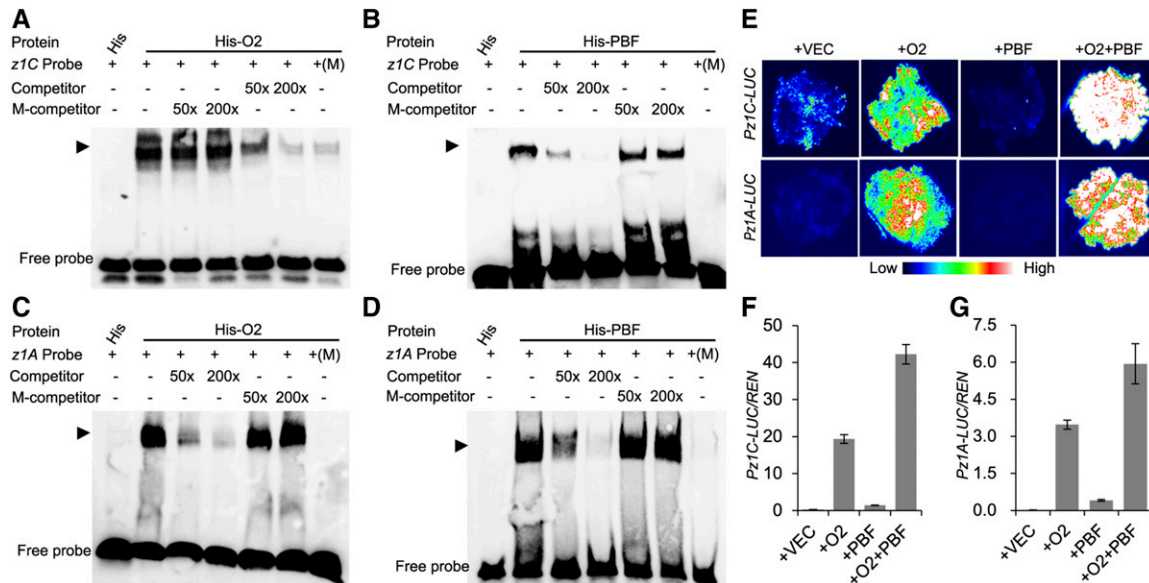 A
Protein His His-O2
z1C Probe + + + + + + +(M)
Competitor - - - - 50x 200x -
M-competitor - - 50x 200x - - -
Free probe
B
Protein His His-PBF
z1C Probe + + + + + + +(M)
Competitor - - 50x 200x - - -
M-competitor - - - - 50x 200x -
Free probe
C
Protein His His-O2
z1A Probe + + + + + + +(M)
Competitor - - 50x 200x - - -
M-competitor - - - - 50x 200x -
Free probe
D
Protein His His-PBF
z1A Probe + + + + + + +(M)
Competitor - - 50x 200x - - -
M-competitor - - - - 50x 200x -
Free probe
E
+VEC +O2 +PBF +O2+PBF
Pz1C-LUC
Pz1A-LUC
Low High
F
Pz1C-LUC/REN
50
40
30
20
10
0
+VEC +O2 +PBF +O2+PBF
G
Pz1A-LUC/REN
7.5
6.0
4.5
3.0
1.5
0.0
+VEC +O2 +PBF +O2+PBF